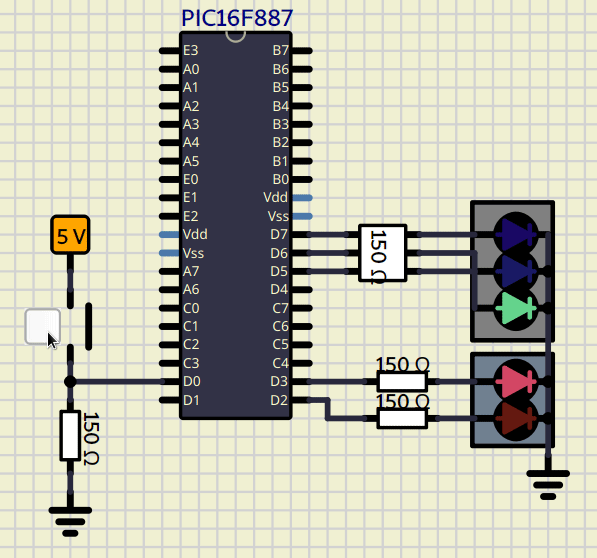 PIC16F887
E3 B7
A0 B6
A1 B5
A2 B4
A3 B3
A4 B2
A5 B1
E0 B0
E1 Vdd
E2 Vss
5 V
Vdd D7
Vss D6
A7 D5
A6 D4
C0 C7
C1 C6
C2 C5
C3 C4
D0 D3
D1 D2
150 Ω
150 Ω
150 Ω
150 Ω